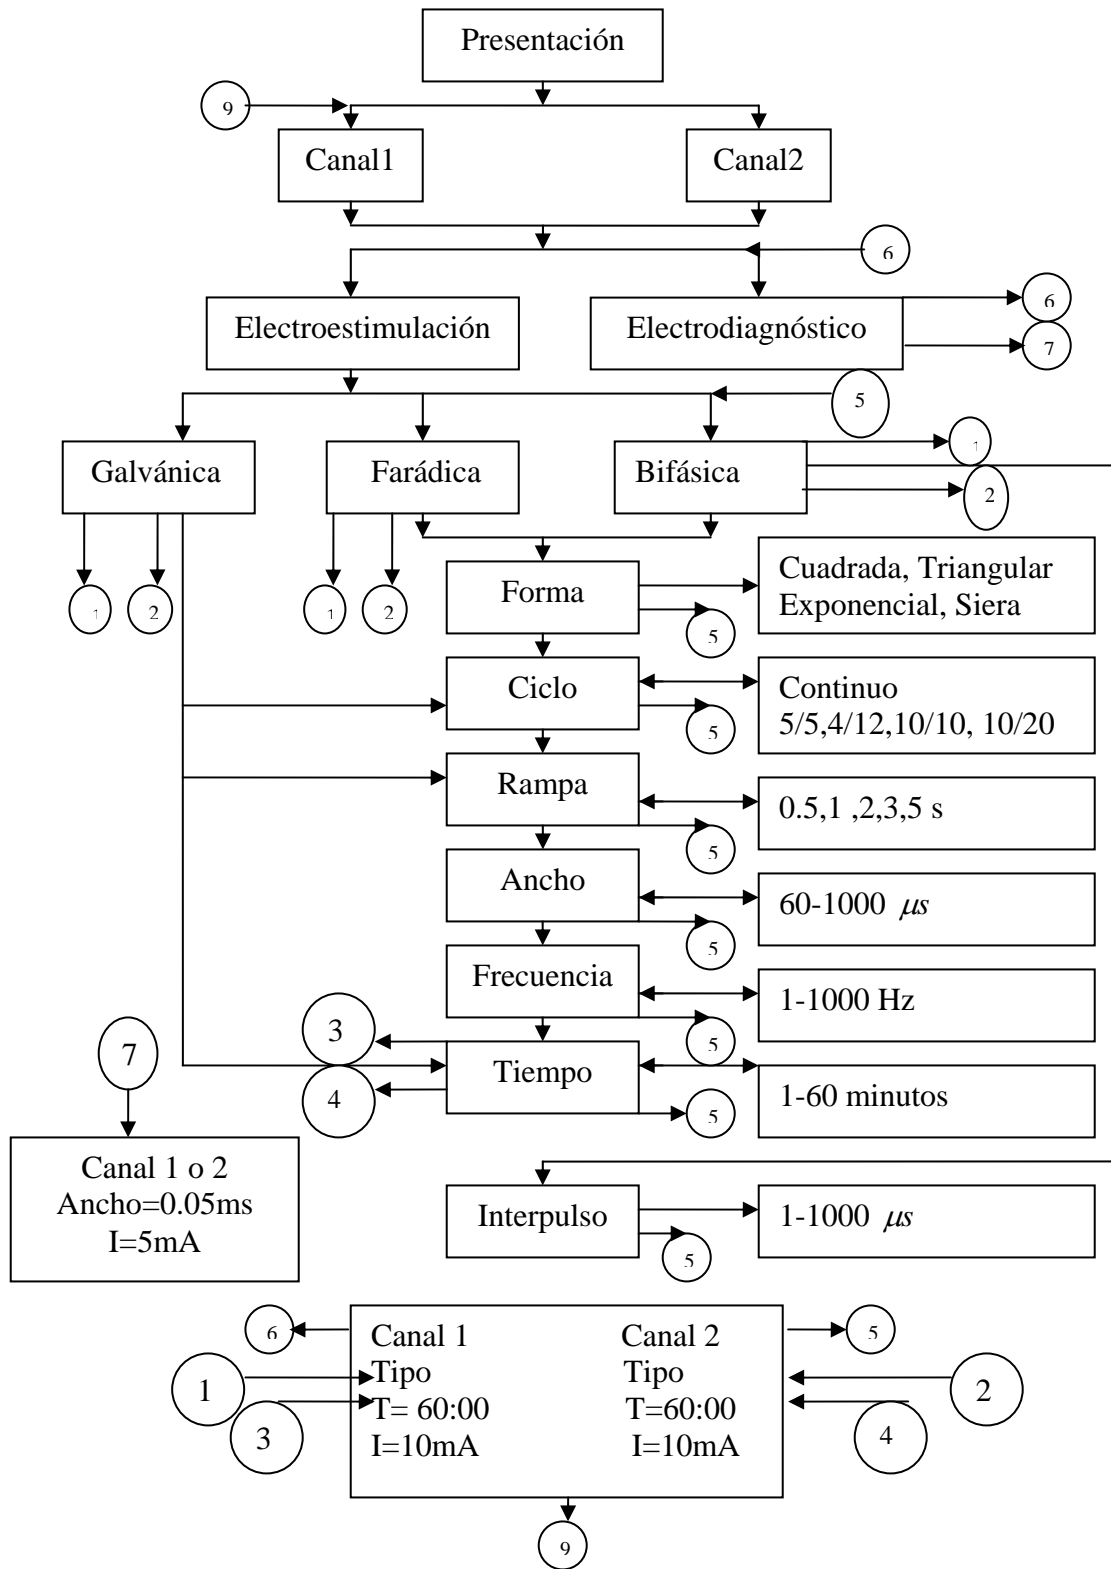 Presentación
9
Canal1
Canal2
6
Electroestimulación
Electrodiagnóstico
6
7
5
Galvánica
Farádica
Bifásica
1
2
1
2
1
2
Forma
Cuadrada, Triangular
Exponencial, Siera
5
Ciclo
Continuo
5/5,4/12,10/10, 10/20
5
Rampa
0.5,1 ,2,3,5 s
5
Ancho
60-1000 μs
5
Frecuencia
1-1000 Hz
5
3
7
Tiempo
4
1-60 minutos
5
Canal 1 o 2
Ancho=0.05ms
I=5mA
Interpulso
1-1000 μs
5
6
Canal 1 Canal 2
5
Tipo Tipo
1
2
T= 60:00 T=60:00
3
4
I=10mA I=10mA
9